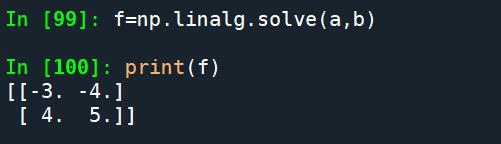 In [99]: f=np.linalg.solve(a,b)
In [100]: print(f)
[[-3. -4.]
 [ 4.  5.]]